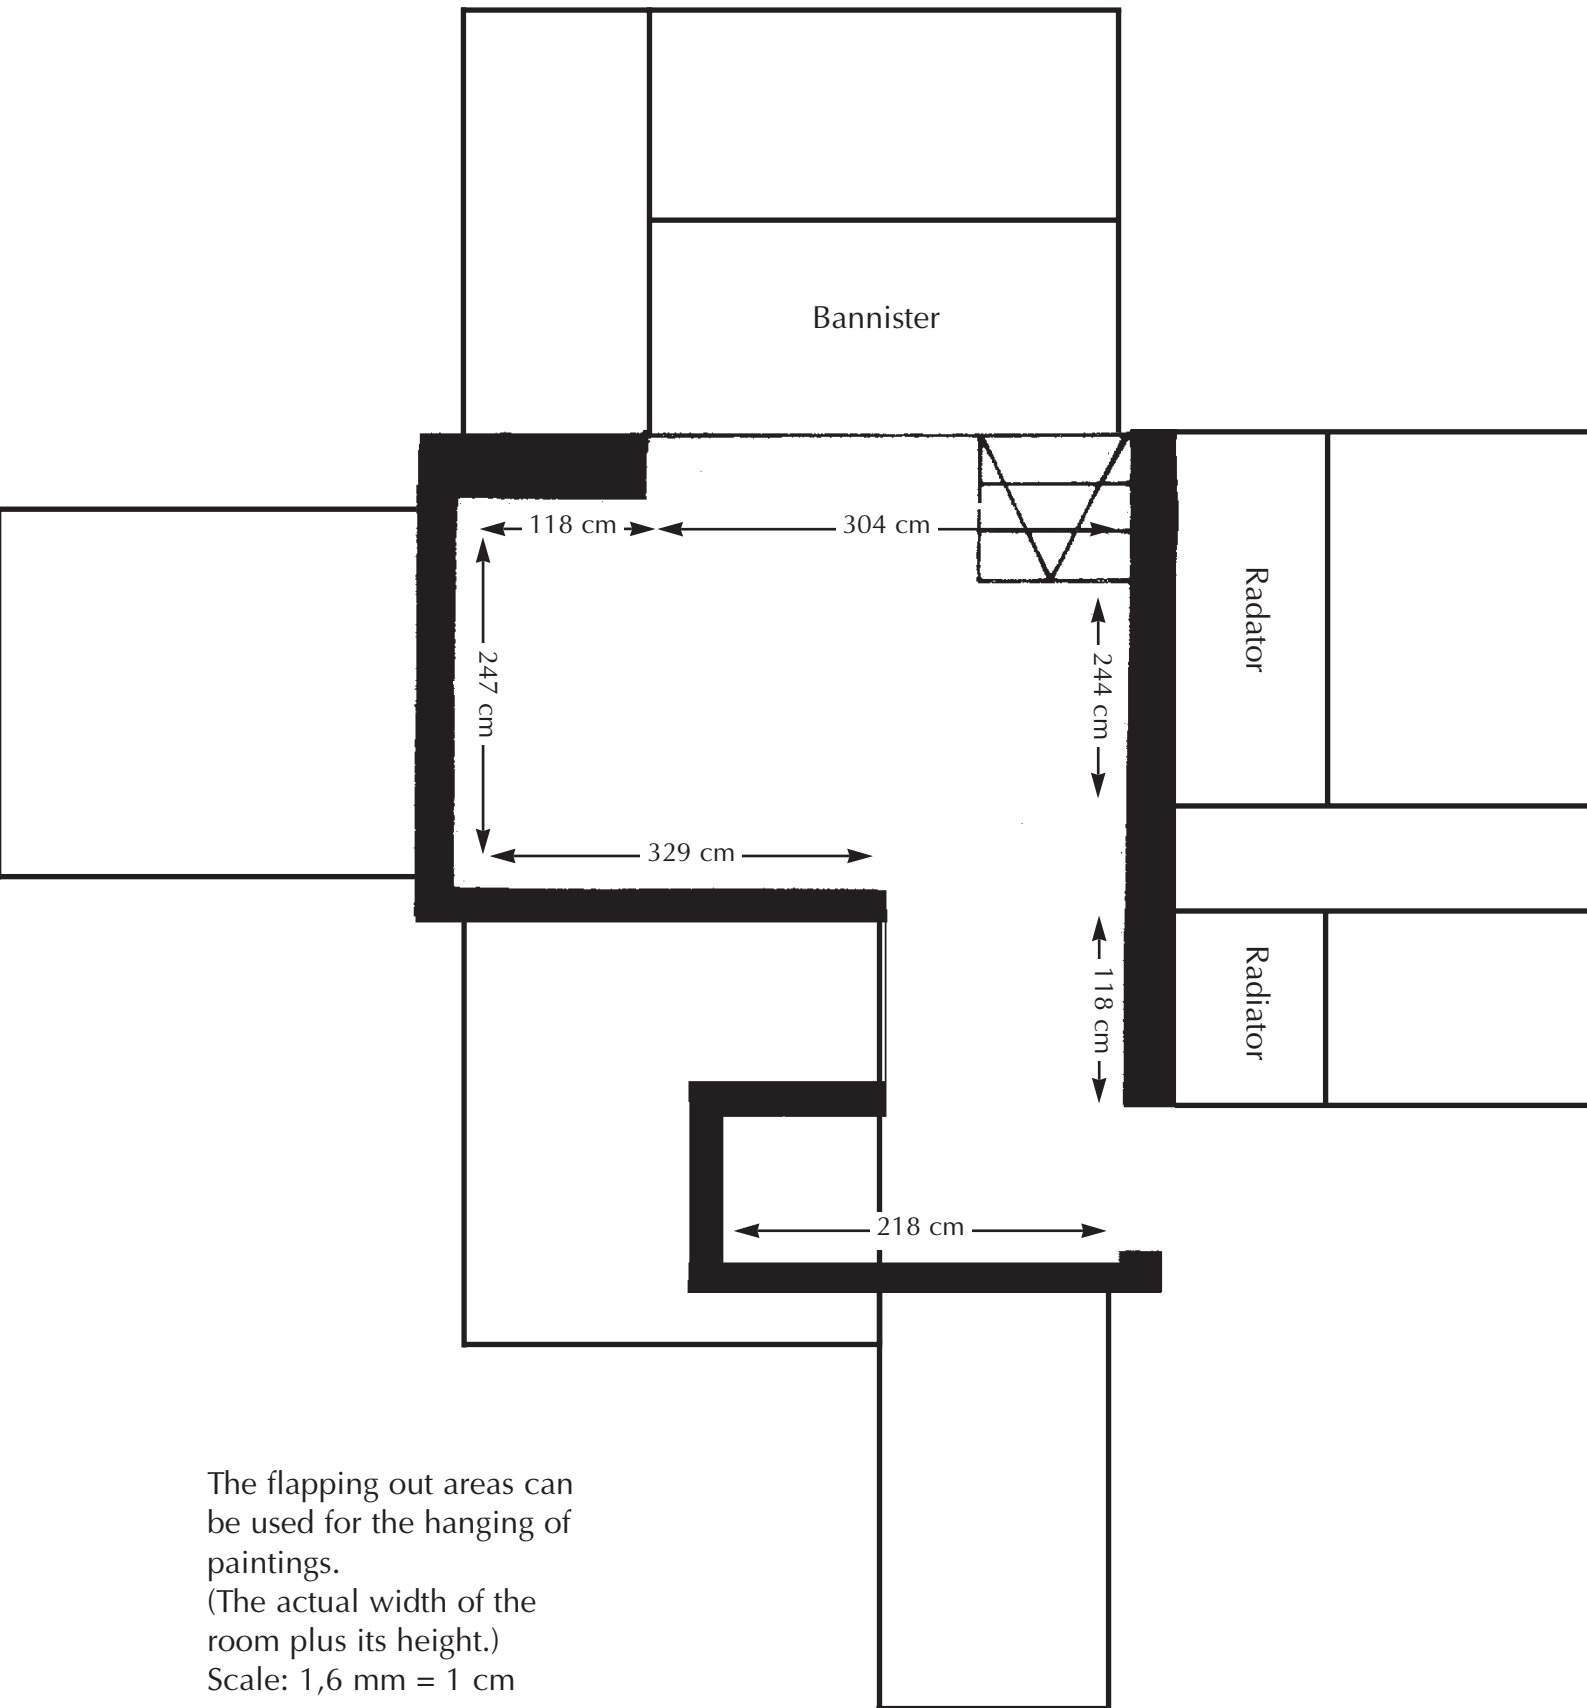 Bannister
118 cm
304 cm
Radator
247 cm
244 cm
329 cm
Radiator
118 cm
218 cm
The flapping out areas can
be used for the hanging of
paintings.
(The actual width of the
room plus its height.)
Scale: 1,6 mm = 1 cm